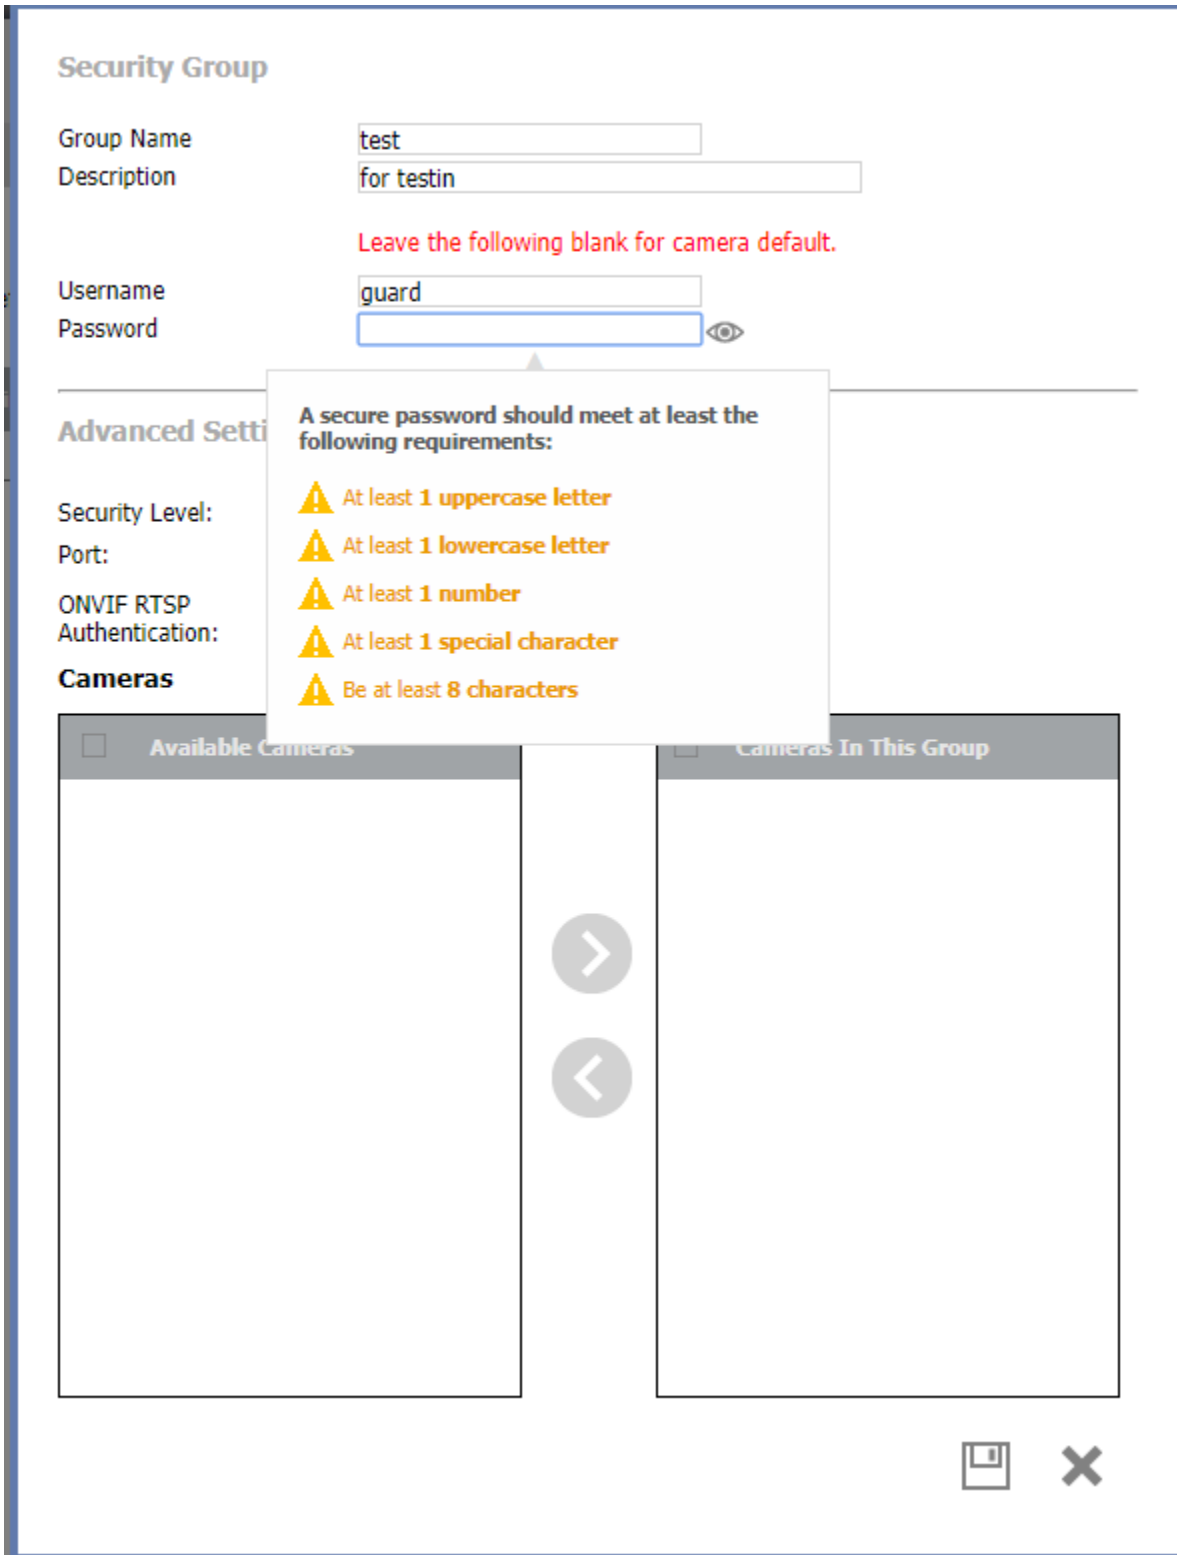 Security Group
Group Name test
Description for testin
Leave the following blank for camera default.
Username guard
Password
A secure password should meet at least the
following requirements:
Advanced Setti
At least 1 uppercase letter
Security Level:
At least 1 lowercase letter
Port:
At least 1 number
ONVIF RTSP
Authentication:
At least 1 special character
Cameras
Be at least 8 characters
Available Cameras
Cameras In This Group